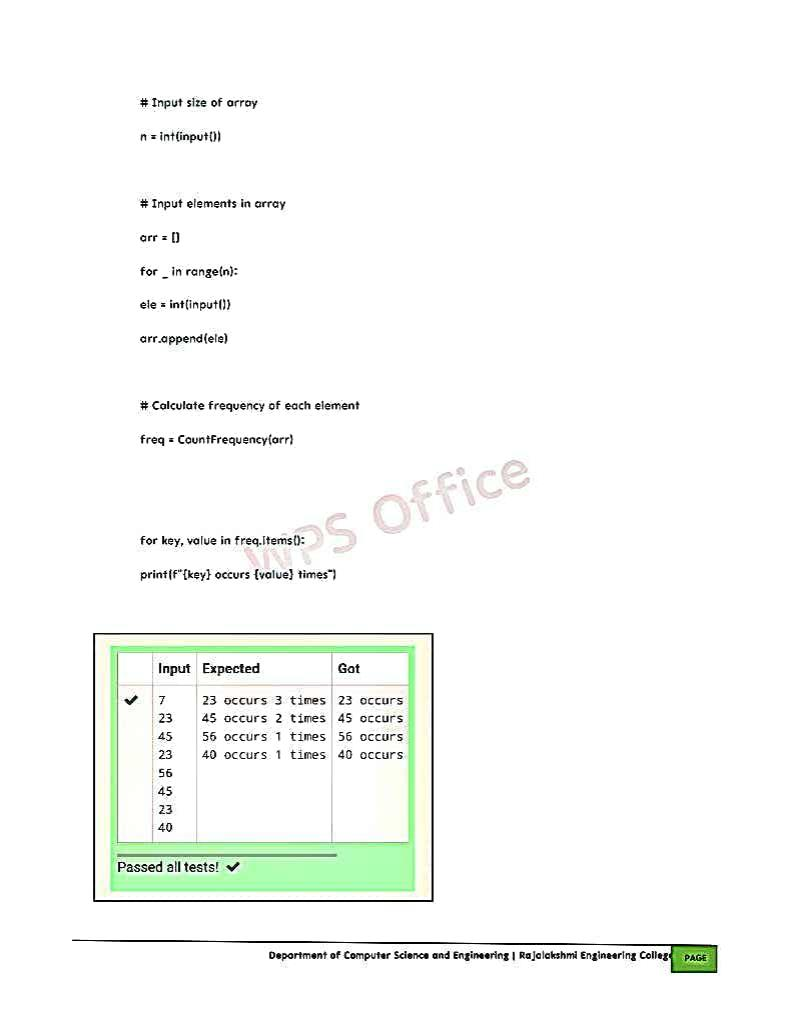 # Input size of array
n = int(input())
# Input elements in array
arr = []
for _ in range(n):
ele = int(input())
arr.append(ele)
# Calculate frequency of each element
freq = CountFrequency(arr)
WPS Office
for key, value in freq.items():
print(f"{key} occurs {value} times")
Input Expected Got
7 23 occurs 3 times 23 occurs
23 45 occurs 2 times 45 occurs
45 56 occurs 1 times 56 occurs
23 40 occurs 1 times 40 occurs
56
45
23
40
Passed all tests!
Department of Computer Science and Engineering | Rajalakshmi Engineering College PAGE